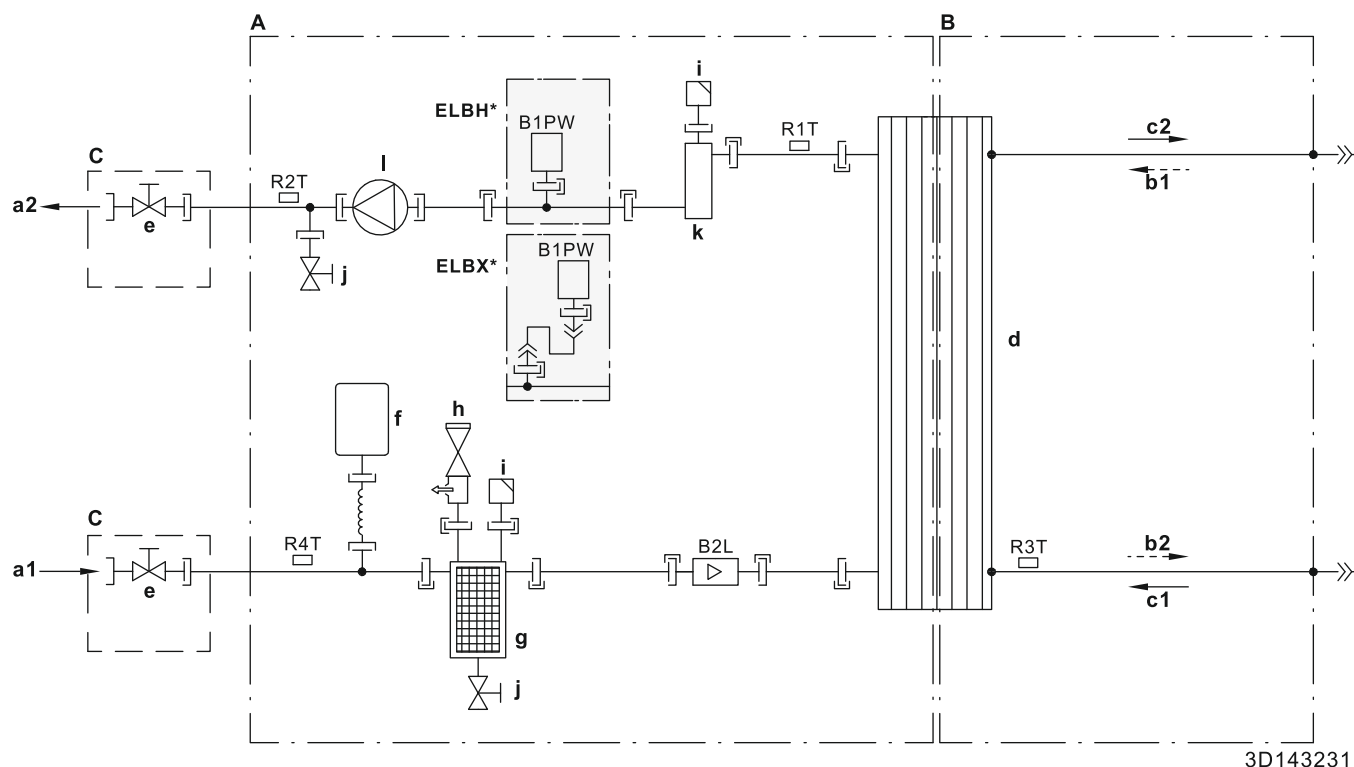 A
B
i
ELBH*
B1PW
R1T
c2
C
l
b1
R2T
a2
e
k
j
ELBX*
B1PW
d
f
h
i
C
R4T
B2L
R3T
b2
a1
e
c1
g
j
3D143231